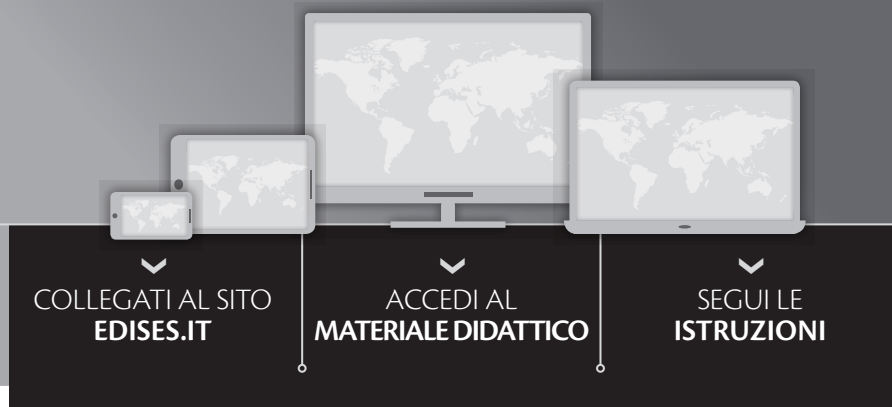 COLLEGATI AL SITO
EDISES.IT
ACCEDI AL
MATERIALE DIDATTICO
SEGUI LE
ISTRUZIONI